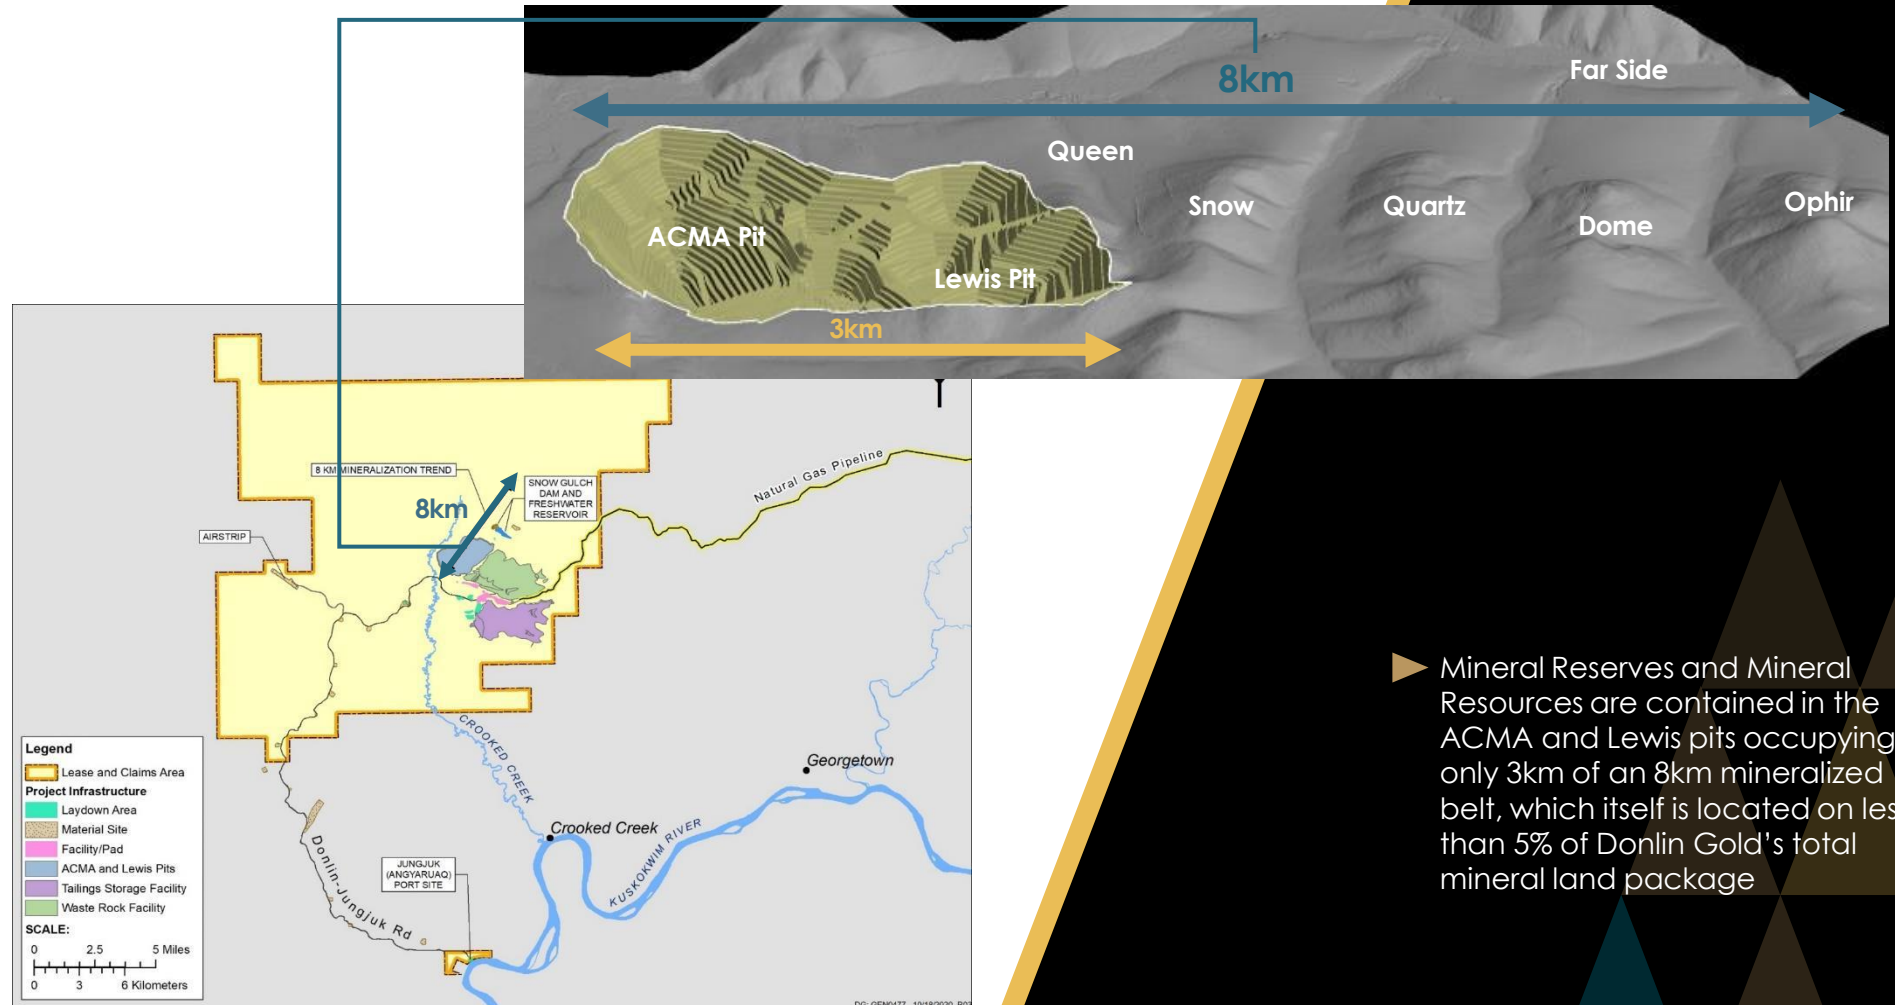 8km
Far Side
Queen
Snow
Quartz
Ophir
Dome
ACMA Pit
Lewis Pit
3km
8 KM MINERALIZATION TREND
SNOW GULCH
DAM AND
FRESHWATER
RESERVOIR
8km
Natural Gas Pipeline
AIRSTRIP
CROOKED CREEK
Georgetown
Crooked Creek
KUSKOKWIM RIVER
JUNGJUK
(ANGYARUAQ)
PORT SITE
Donlin-Jungjuk Rd
Legend
Lease and Claims Area
Project Infrastructure
Laydown Area
Material Site
Facility/Pad
ACMA and Lewis Pits
Tailings Storage Facility
Waste Rock Facility
SCALE:
0 2.5 5 Miles
0 3 6 Kilometers
Mineral Reserves and Mineral
Resources are contained in the
ACMA and Lewis pits occupying
only 3km of an 8km mineralized
belt, which itself is located on les
than 5% of Donlin Gold's total
mineral land package